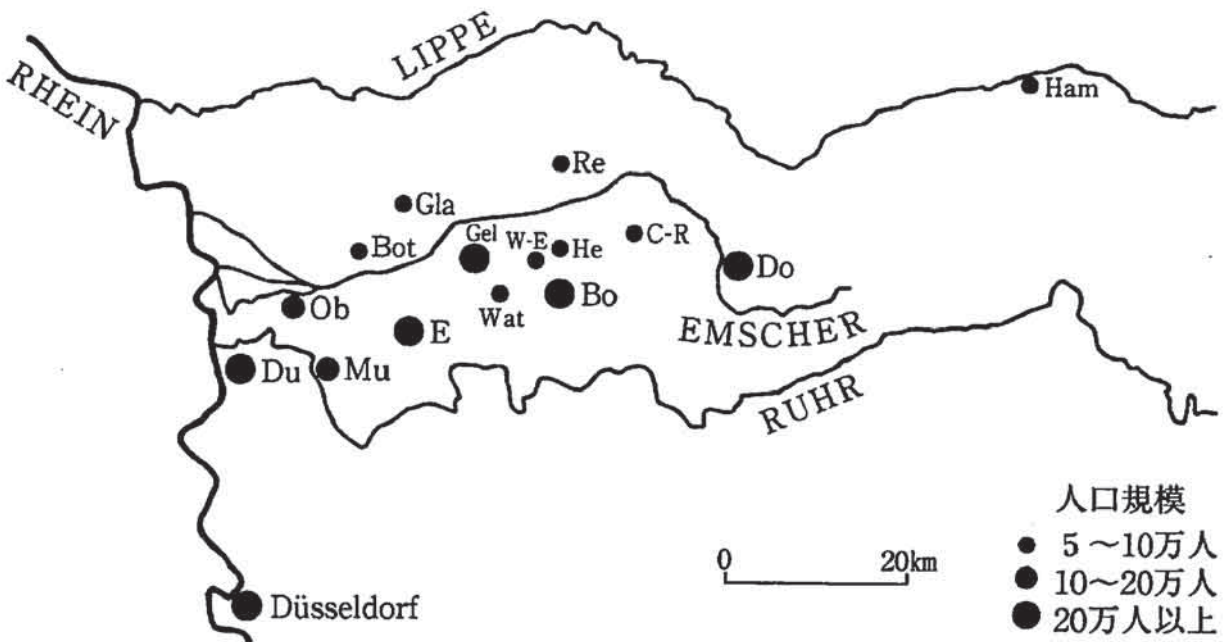 LIPPE
RHEIN
Ham
Re
Gla
C-R
Gel
W-E
He
Bot
Do
Ob
Wat
Bo
E
EMSCHER
Du
Mu
RUHR
人口規模
5~10万人
10~20万人
20万人以上
0 20km
Düsseldorf